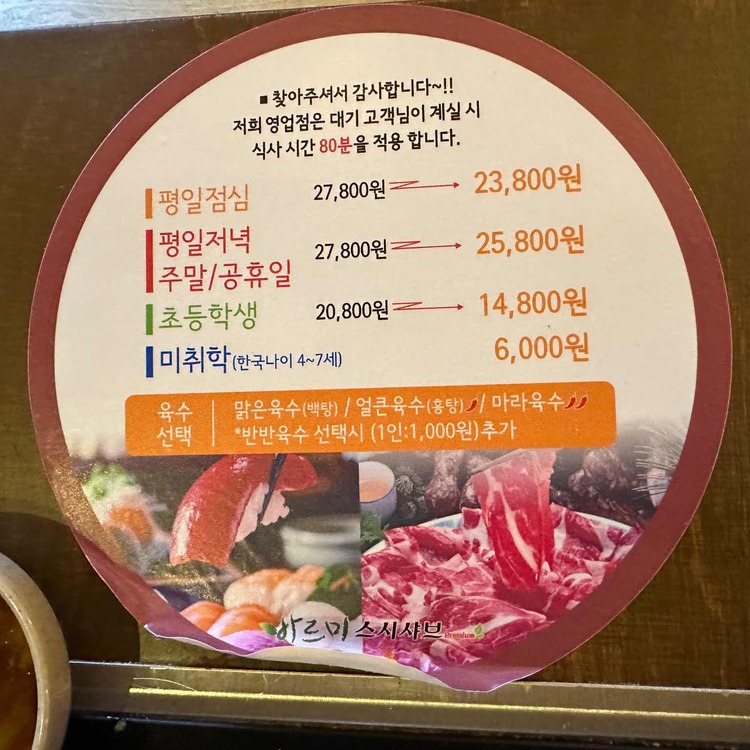 ■ 찾아주셔서 감사합니다~!!
저희 영업점은 대기 고객님이 계실 시
식사 시간 80분을 적용 합니다.
평일점심 27,800원 → 23,800원
평일저녁
주말/공휴일 27,800원 → 25,800원
초등학생 20,800원 → 14,800원
미취학(한국나이 4~7세) 6,000원
육수 선택
맑은육수(백탕) / 얼큰육수(홍탕) / 마라육수
*반반육수 선택시 (1인:1,000원)추가
바르미 스시샤브 Premium